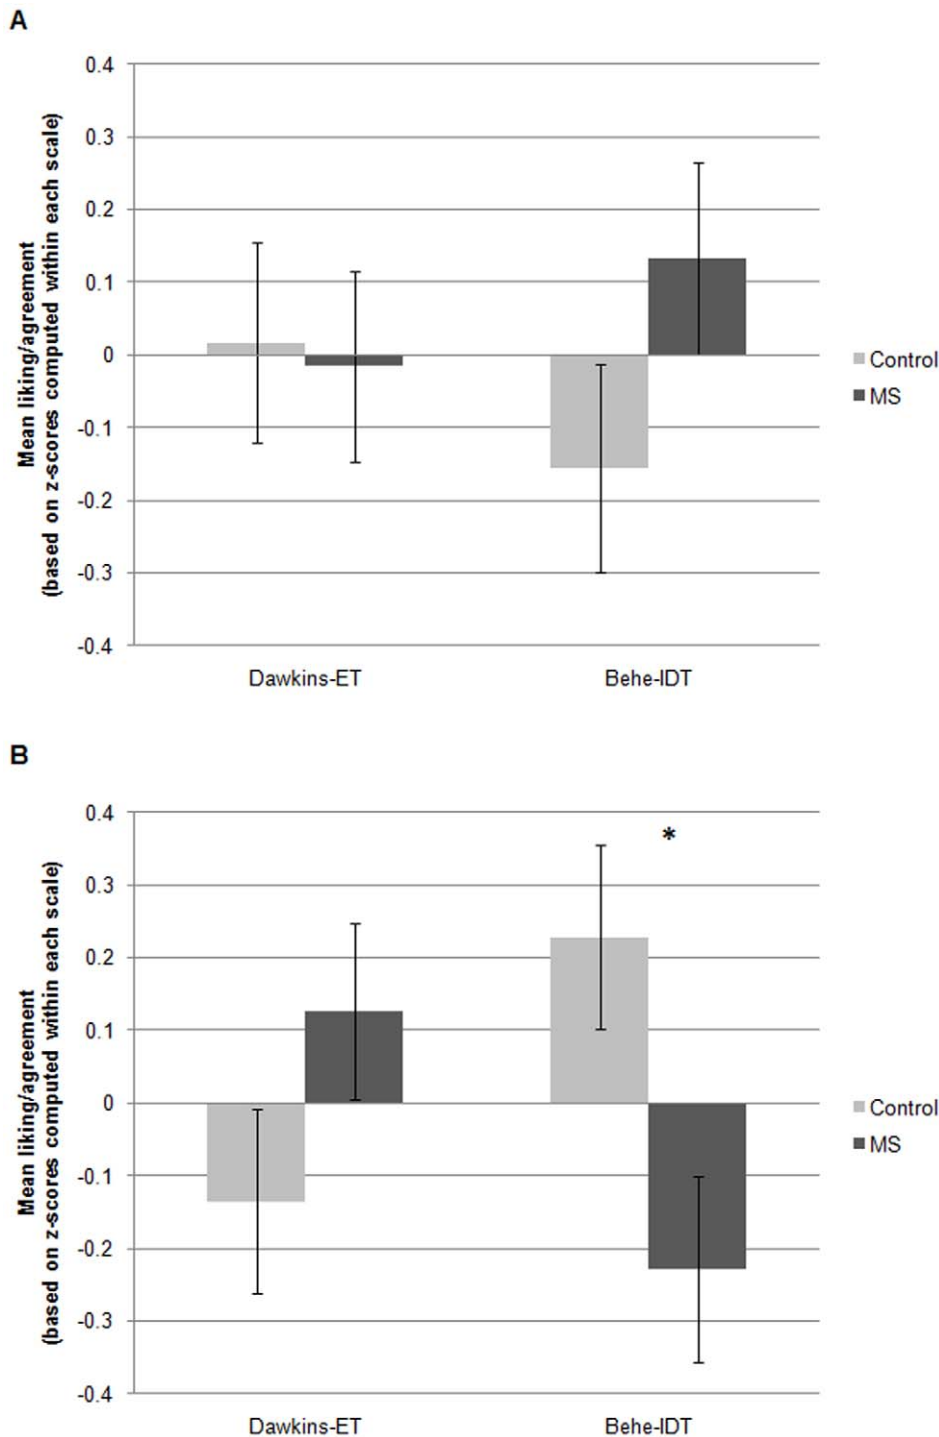 A
Mean liking/agreement
(based on z-scores computed within each scale)
0.4
0.3
0.2
0.1
0
-0.1
-0.2
-0.3
-0.4
Dawkins-ET
Behe-IDT
Control
MS
B
Mean liking/agreement
(based on z-scores computed within each scale)
0.4
0.3
0.2
0.1
0
-0.1
-0.2
-0.3
-0.4
*
Dawkins-ET
Behe-IDT
Control
MS